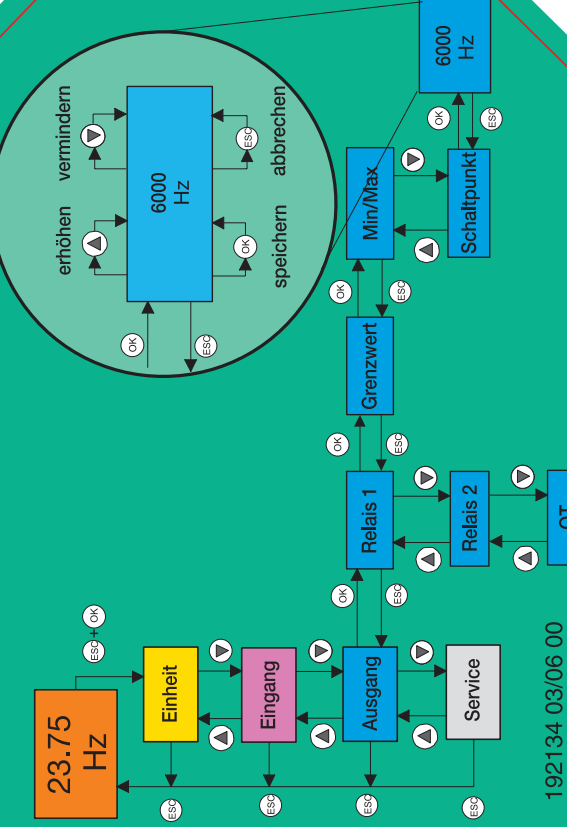 23.75
Hz
ESC + OK
Einheit
Eingang
Ausgang
Service
ESC
ESC
ESC
ESC
OK
ESC
Relais 1
Relais 2
OK
ESC
Grenzwert
OK
ESC
Min/Max
Schaltpunkt
OK
ESC
6000
Hz
erhöhen
vermindern
OK
ESC
6000
Hz
OK
ESC
speichern
abbrechen
192134 03/06 00